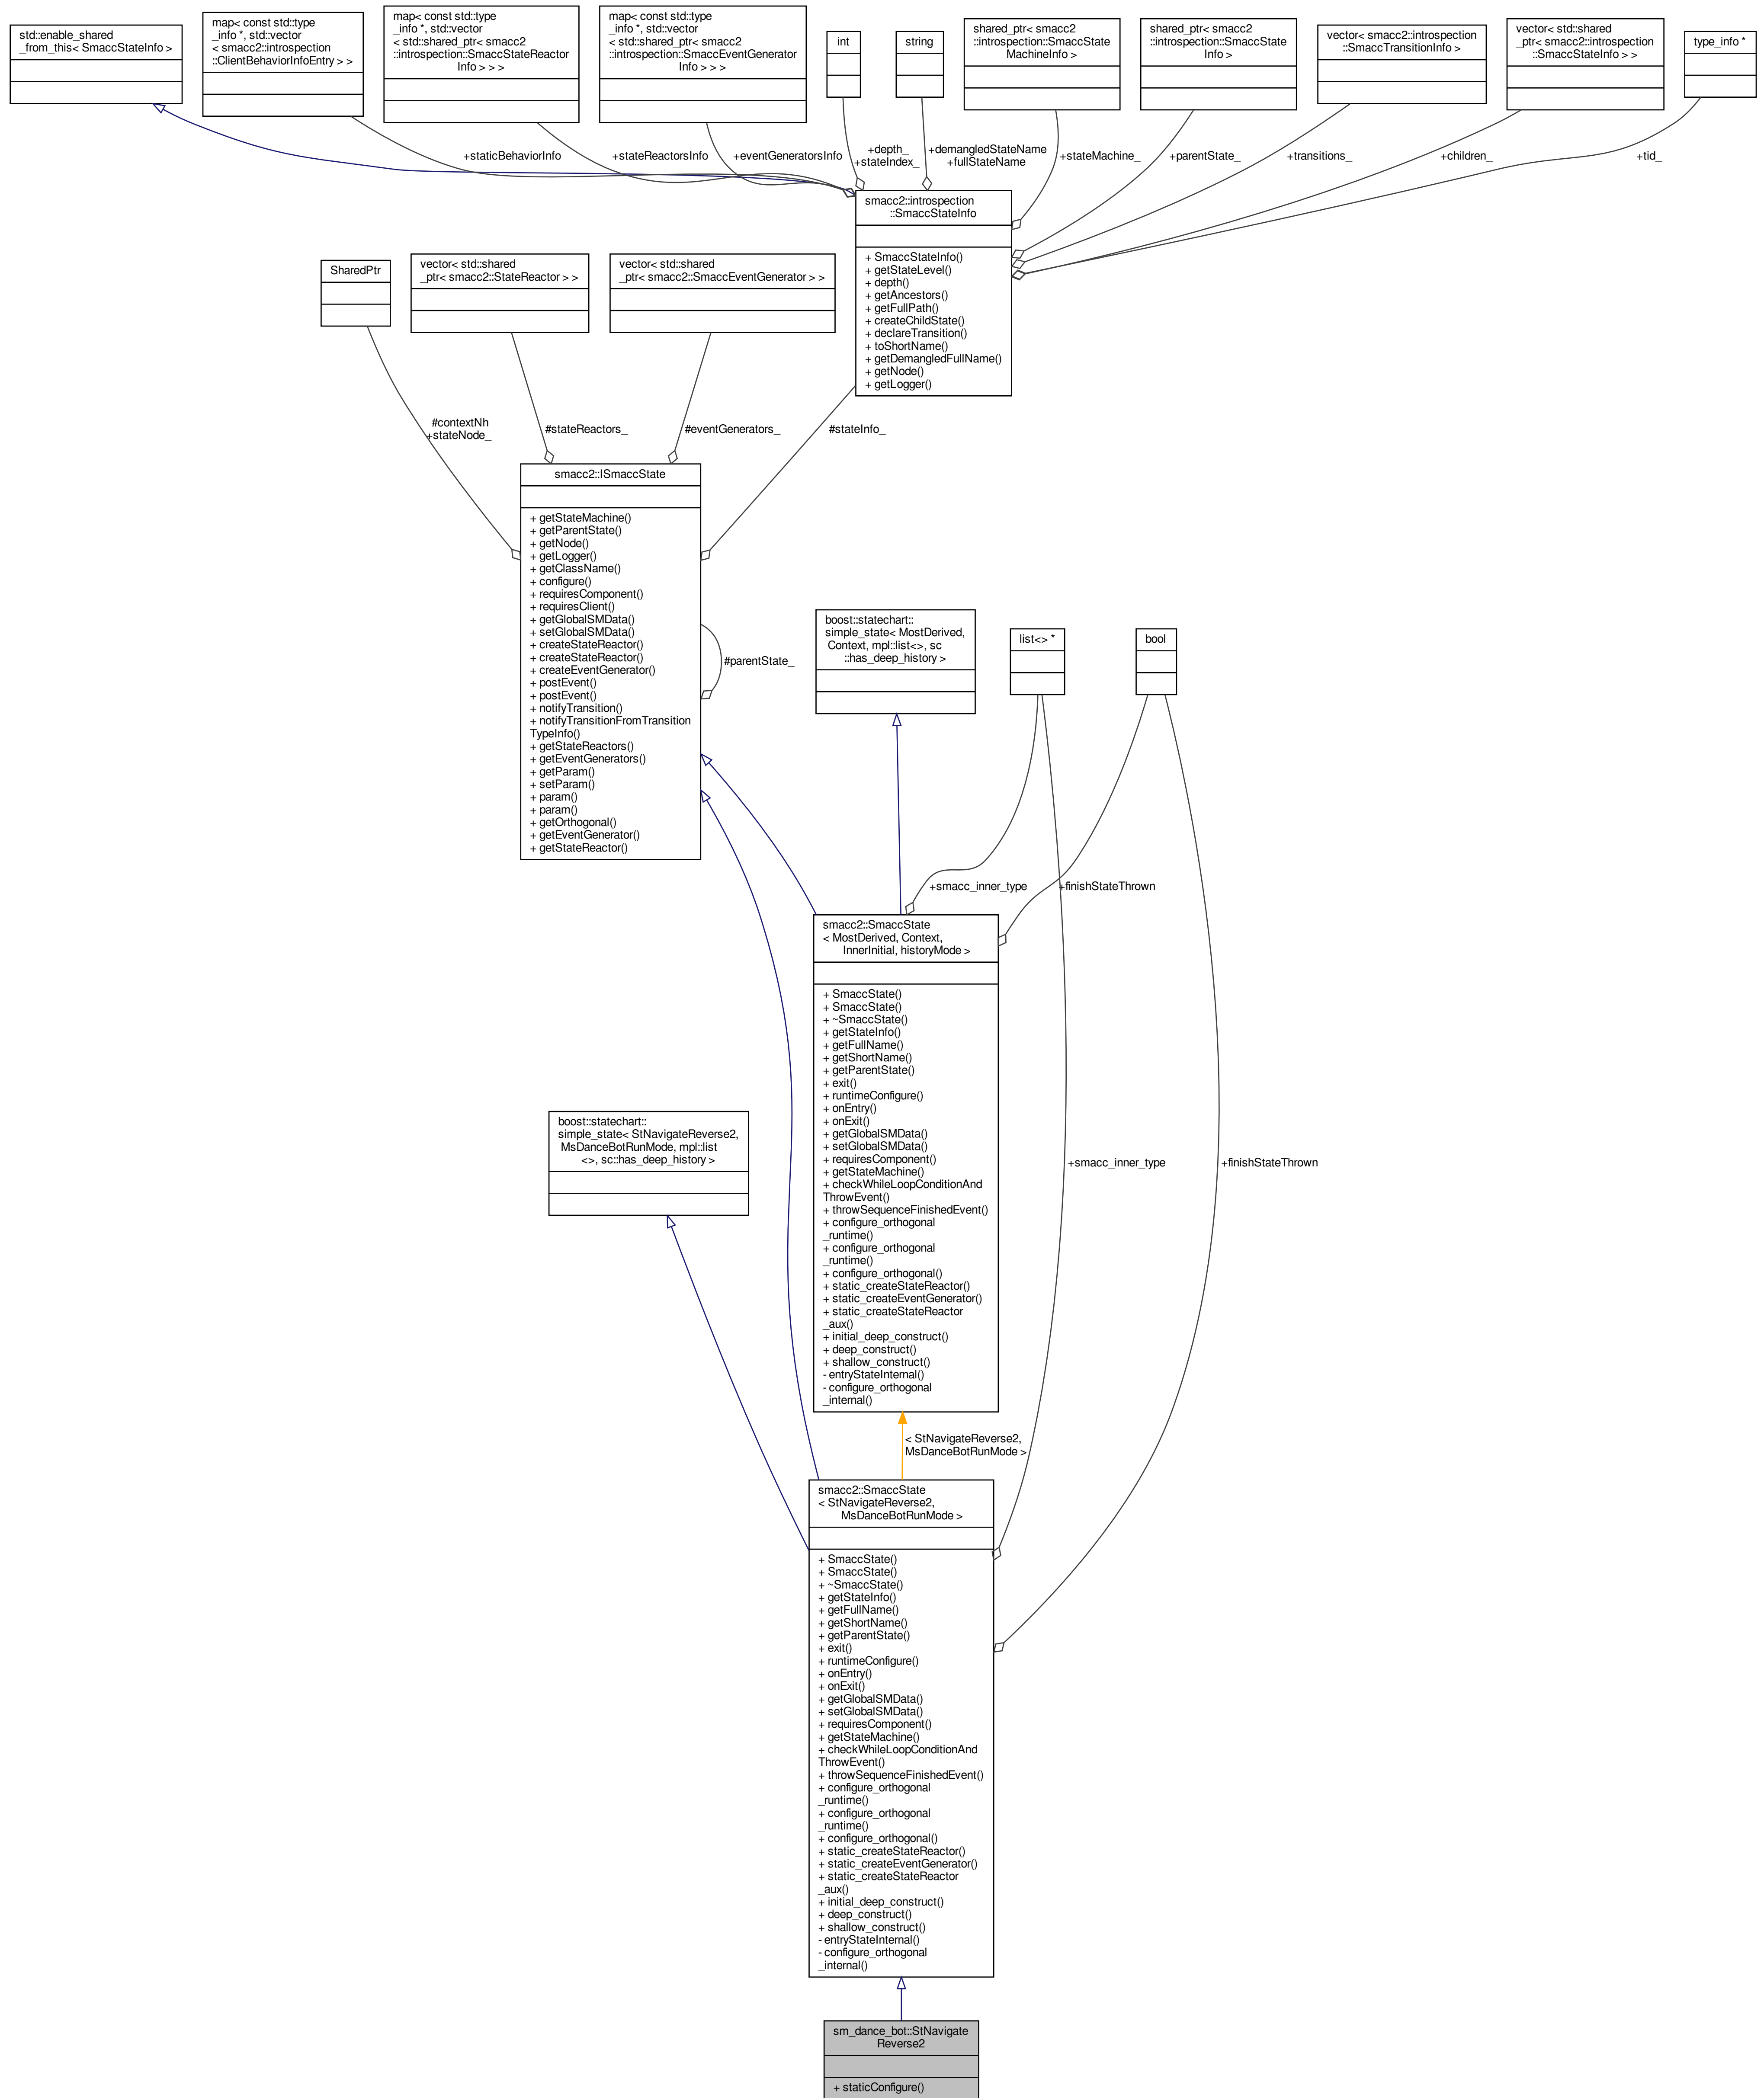 std::enable_shared
_from_this< SmaccStateInfo >
map< const std::type
_info *, std::vector
< smacc2::introspection
::ClientBehaviorInfoEntry > >
map< const std::type
_info *, std::vector
< std::shared_ptr< smacc2
::introspection::SmaccStateReactor
Info > > >
map< const std::type
_info *, std::vector
< std::shared_ptr< smacc2
::introspection::SmaccEventGenerator
Info > > >
int
string
shared_ptr< smacc2
::introspection::SmaccState
MachineInfo >
shared_ptr< smacc2
::introspection::SmaccState
Info >
vector< smacc2::introspection
::SmaccTransitionInfo >
vector< std::shared
_ptr< smacc2::introspection
::SmaccStateInfo > >
type_info *
+staticBehaviorInfo
+stateReactorsInfo
+eventGeneratorsInfo
+depth_
+stateIndex_
+demangledStateName
+fullStateName
+stateMachine_
+parentState_
+transitions_
+children_
+tid_
smacc2::introspection
::SmaccStateInfo
+ SmaccStateInfo()
+ getStateLevel()
+ depth()
+ getAncestors()
+ getFullPath()
+ createChildState()
+ declareTransition()
+ toShortName()
+ getDemangledFullName()
+ getNode()
+ getLogger()
SharedPtr
vector< std::shared
_ptr< smacc2::StateReactor > >
vector< std::shared
_ptr< smacc2::SmaccEventGenerator > >
#contextNh
+stateNode_
#stateReactors_
#eventGenerators_
#stateInfo_
smacc2::ISmaccState
+ getStateMachine()
+ getParentState()
+ getNode()
+ getLogger()
+ getClassName()
+ configure()
+ requiresComponent()
+ requiresClient()
+ getGlobalSMData()
+ setGlobalSMData()
+ createStateReactor()
+ createStateReactor()
+ createEventGenerator()
+ postEvent()
+ postEvent()
+ notifyTransition()
+ notifyTransitionFromTransition
TypeInfo()
+ getStateReactors()
+ getEventGenerators()
+ getParam()
+ setParam()
+ param()
+ param()
+ getOrthogonal()
+ getEventGenerator()
+ getStateReactor()
#parentState_
boost::statechart::
simple_state< MostDerived,
Context, mpl::list<>, sc
::has_deep_history >
list<> *
bool
+smacc_inner_type
+finishStateThrown
smacc2::SmaccState
< MostDerived, Context,
InnerInitial, historyMode >
+ SmaccState()
+ SmaccState()
+ ~SmaccState()
+ getStateInfo()
+ getFullName()
+ getShortName()
+ getParentState()
+ exit()
+ runtimeConfigure()
+ onEntry()
+ onExit()
+ getGlobalSMData()
+ setGlobalSMData()
+ requiresComponent()
+ getStateMachine()
+ checkWhileLoopConditionAnd
ThrowEvent()
+ throwSequenceFinishedEvent()
+ configure_orthogonal
_runtime()
+ configure_orthogonal
_runtime()
+ configure_orthogonal()
+ static_createStateReactor()
+ static_createEventGenerator()
+ static_createStateReactor
_aux()
+ initial_deep_construct()
+ deep_construct()
+ shallow_construct()
- entryStateInternal()
- configure_orthogonal
_internal()
boost::statechart::
simple_state< StNavigateReverse2,
MsDanceBotRunMode, mpl::list
<>, sc::has_deep_history >
+smacc_inner_type
+finishStateThrown
< StNavigateReverse2,
MsDanceBotRunMode >
smacc2::SmaccState
< StNavigateReverse2,
MsDanceBotRunMode >
+ SmaccState()
+ SmaccState()
+ ~SmaccState()
+ getStateInfo()
+ getFullName()
+ getShortName()
+ getParentState()
+ exit()
+ runtimeConfigure()
+ onEntry()
+ onExit()
+ getGlobalSMData()
+ setGlobalSMData()
+ requiresComponent()
+ getStateMachine()
+ checkWhileLoopConditionAnd
ThrowEvent()
+ throwSequenceFinishedEvent()
+ configure_orthogonal
_runtime()
+ configure_orthogonal
_runtime()
+ configure_orthogonal()
+ static_createStateReactor()
+ static_createEventGenerator()
+ static_createStateReactor
_aux()
+ initial_deep_construct()
+ deep_construct()
+ shallow_construct()
- entryStateInternal()
- configure_orthogonal
_internal()
sm_dance_bot::StNavigate
Reverse2
+ staticConfigure()